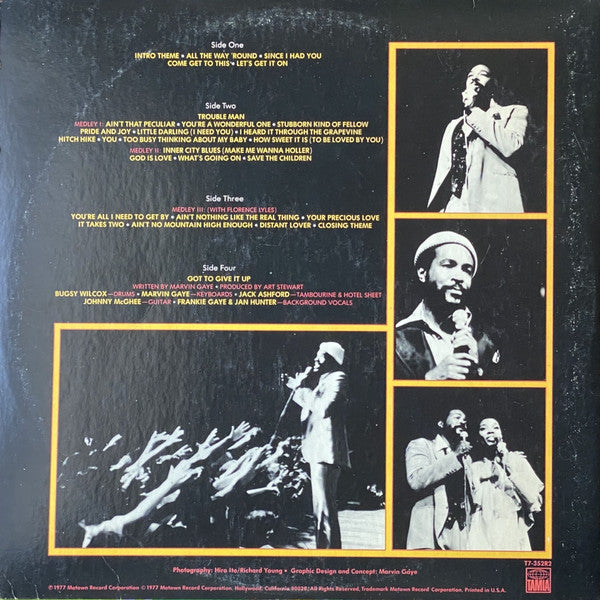 Side One
INTRO THEME • ALL THE WAY 'ROUND • SINCE I HAD YOU
COME GET TO THIS • LET'S GET IT ON
Side Two
TROUBLE MAN
MEDLEY I: AIN'T THAT PECULIAR • YOU'RE A WONDERFUL ONE • STUBBORN KIND OF FELLOW
PRIDE AND JOY • LITTLE DARLING (I NEED YOU) • I HEARD IT THROUGH THE GRAPEVINE
HITCH HIKE • YOU • TOO BUSY THINKING ABOUT MY BABY • HOW SWEET IT IS (TO BE LOVED BY YOU)
MEDLEY II: INNER CITY BLUES (MAKE ME WANNA HOLLER)
GOD IS LOVE • WHAT'S GOING ON • SAVE THE CHILDREN
Side Three
MEDLEY III: (WITH FLORENCE LYLES)
YOU'RE ALL I NEED TO GET BY • AIN'T NOTHING LIKE THE REAL THING • YOUR PRECIOUS LOVE
IT TAKES TWO • AIN'T NO MOUNTAIN HIGH ENOUGH • DISTANT LOVER • CLOSING THEME
Side Four
GOT TO GIVE IT UP
WRITTEN BY MARVIN GAYE • PRODUCED BY ART STEWART
BUGSY WILCOX—DRUMS • MARVIN GAYE—KEYBOARDS • JACK ASHFORD—TAMBOURINE & HOTEL SHEET
JOHNNY McGHEE—GUITAR • FRANKIE GAYE & JAN HUNTER—BACKGROUND VOCALS
T7-352R2
TAMLA
Photography: Hiro Ito/Richard Young • Graphic Design and Concept: Marvin Gaye
© 1977 Motown Record Corporation ℗ 1977 Motown Record Corporation, Hollywood, California 90028, All Rights Reserved, Trademark Motown Record Corporation. Printed in U.S.A.